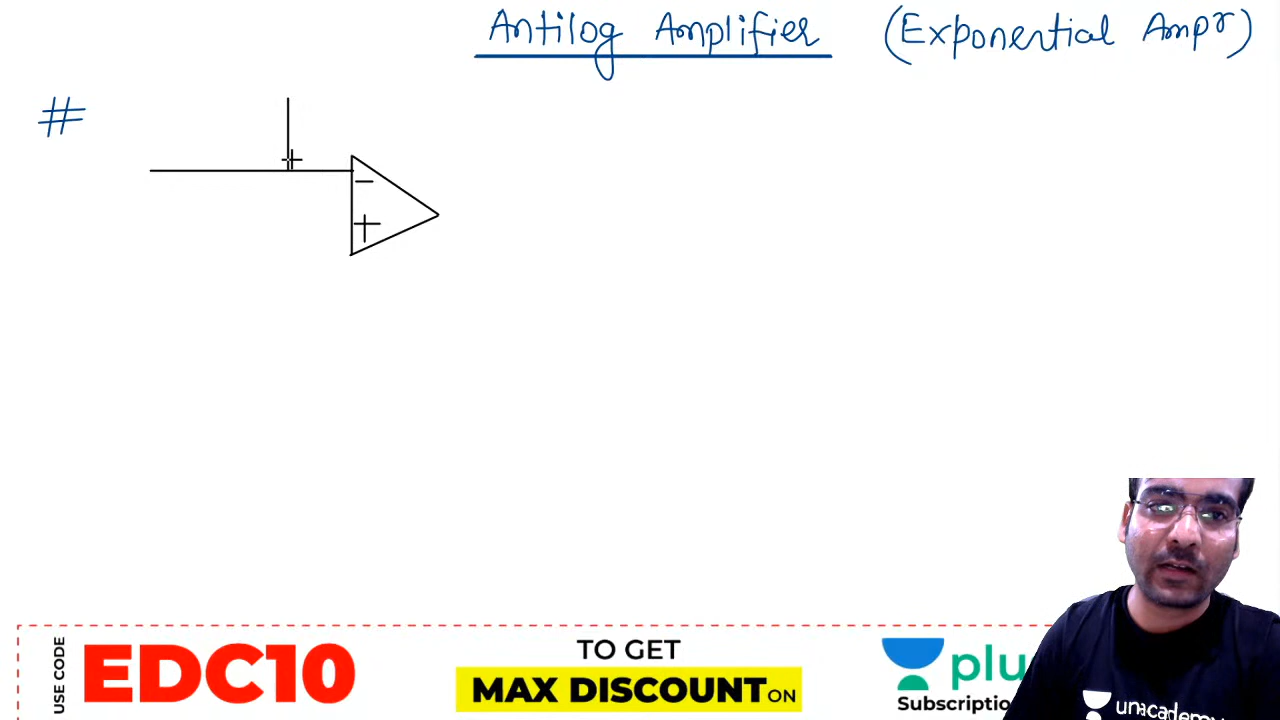 Antilog Amplifier (Exponential Ampr)
#
−
+
USE CODE
EDC10
TO GET
MAX DISCOUNT ON
plu
Subscriptio
unacademy